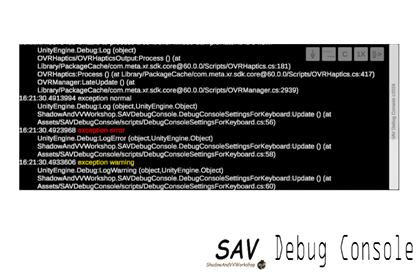 UnityEngine.Debug:Log (object)
OVRHaptics/OVRHapticsOutput:Process () (at
Library/PackageCache/com.meta.xr.sdk.core@60.0.0/Scripts/OVRHaptics.cs:181)
OVRHaptics:Process () (at Library/PackageCache/com.meta.xr.sdk.core@60.0.0/Scripts/OVRHaptics.cs:417)
OVRManager:LateUpdate () (at
Library/PackageCache/com.meta.xr.sdk.core@60.0.0/Scripts/OVRManager.cs:2939)
16:21:30.4913994 exception normal
UnityEngine.Debug:Log (object,UnityEngine.Object)
ShadowAndVVWorkshop.SAVDebugConsole.DebugConsoleSettingsForKeyboard:Update () (at
Assets/SAVDebugConsole/scripts/DebugConsoleSettingsForKeyboard.cs:56)
16:21:30.4923968 exception error
UnityEngine.Debug:LogError (object,UnityEngine.Object)
ShadowAndVVWorkshop.SAVDebugConsole.DebugConsoleSettingsForKeyboard:Update () (at
Assets/SAVDebugConsole/scripts/DebugConsoleSettingsForKeyboard.cs:58)
16:21:30.4933606 exception warning
UnityEngine.Debug:LogWarning (object,UnityEngine.Object)
ShadowAndVVWorkshop.SAVDebugConsole.DebugConsoleSettingsForKeyboard:Update () (at
Assets/SAVDebugConsole/scripts/DebugConsoleSettingsForKeyboard.cs:60)
C
1X
SAV Debug Console
SAV Debug Console
ShadowAndVVWorkshop